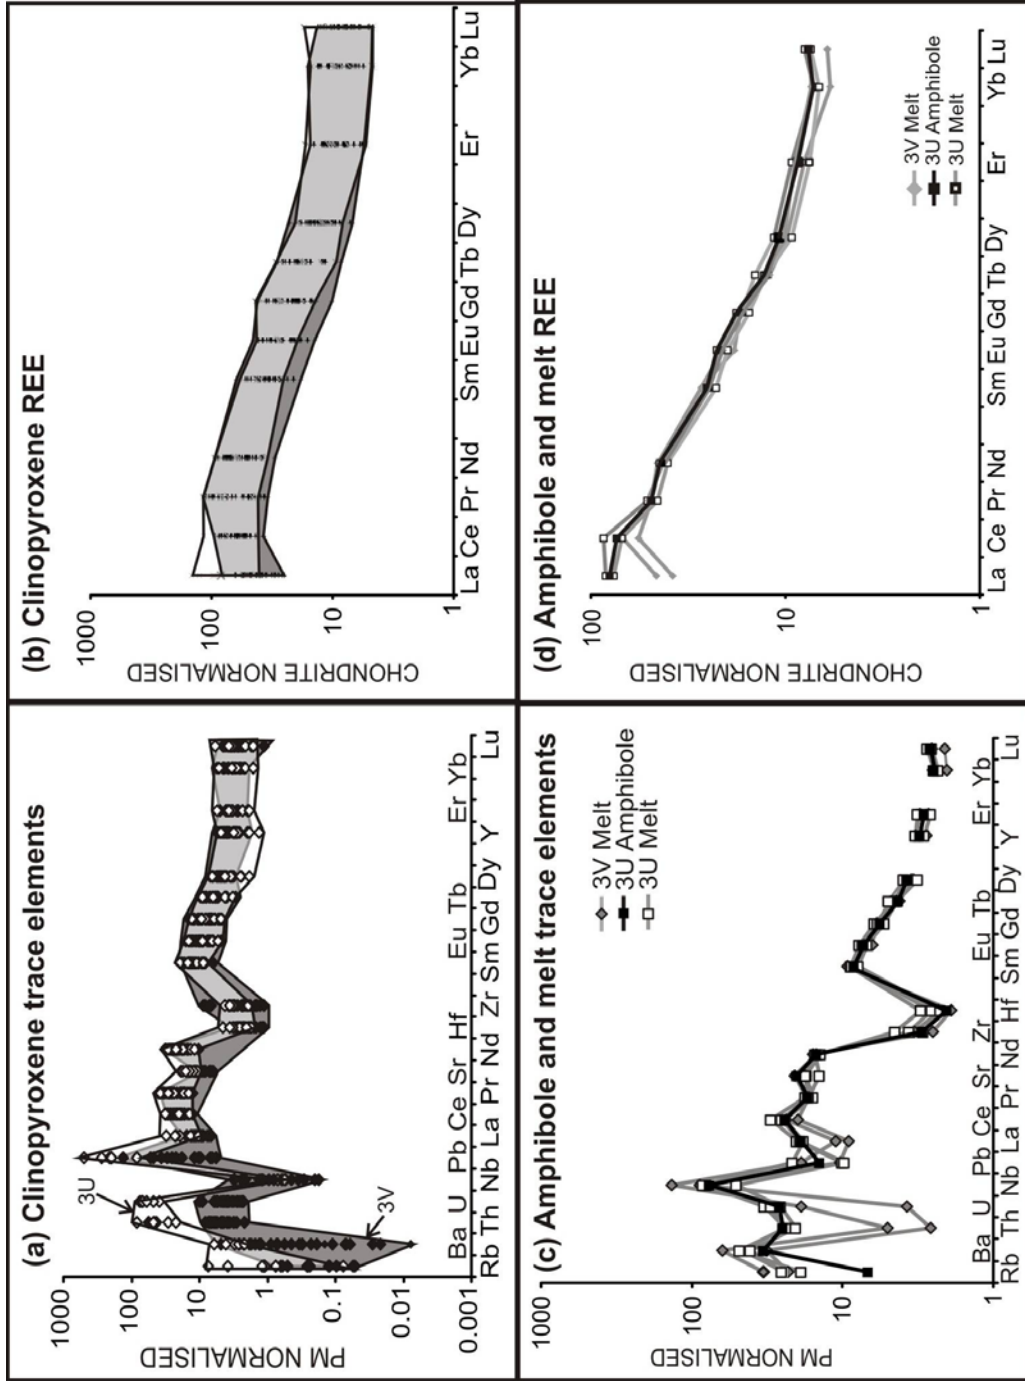 (a) Clinopyroxene trace elements
PM NORMALISED
1000
100
10
1
0.1
0.01
0.001
3U
3V
Rb Ba Th U Nb Pb La Ce Pr Sr Nd Hf Zr Sm Eu Gd Tb Dy Y Er Yb Lu
(b) Clinopyroxene REE
CHONDRITE NORMALISED
1000
100
10
1
La Ce Pr Nd Sm Eu Gd Tb Dy Er Yb Lu
(c) Amphibole and melt trace elements
PM NORMALISED
1000
100
10
1
3V Melt
3U Amphibole
3U Melt
Rb Ba Th U Nb Pb La Ce Pr Sr Nd Zr Hf Sm Eu Gd Tb Dy Y Er Yb Lu
(d) Amphibole and melt REE
CHONDRITE NORMALISED
100
10
1
3V Melt
3U Amphibole
3U Melt
La Ce Pr Nd Sm Eu Gd Tb Dy Er Yb Lu